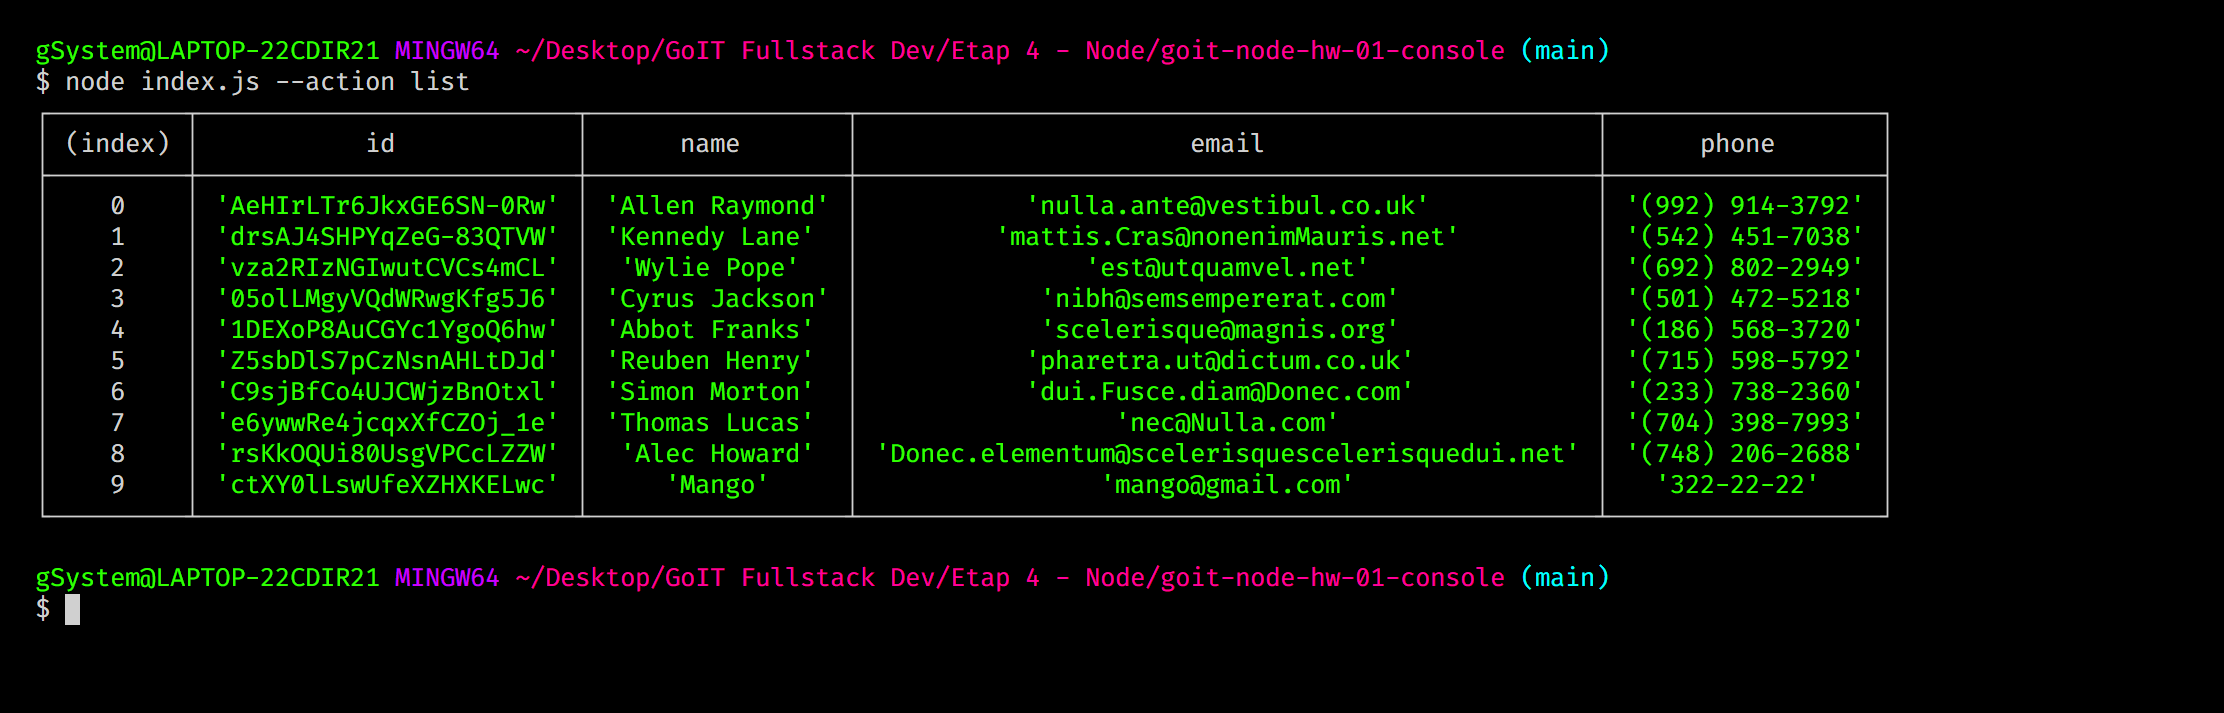 gSystem@LAPTOP-22CDIR21 MINGW64 ~/Desktop/GoIT Fullstack Dev/Etap 4 - Node/goit-node-hw-01-console (main)
$ node index.js --action list
(index) id name email phone
0 'AeHIrLTr6JkxGE6SN-0Rw' 'Allen Raymond' 'nulla.ante@vestibul.co.uk' '(992) 914-3792'
1 'drsAJ4SHPYqZeG-83QTVW' 'Kennedy Lane' 'mattis.Cras@nonenimMauris.net' '(542) 451-7038'
2 'vza2RIzNGIwutCVCs4mCL' 'Wylie Pope' 'est@utquamvel.net' '(692) 802-2949'
3 '05olLMgyVQdWRwgKfg5J6' 'Cyrus Jackson' 'nibh@semsempererat.com' '(501) 472-5218'
4 '1DEXoP8AuCGYc1YgoQ6hw' 'Abbot Franks' 'scelerisque@magnis.org' '(186) 568-3720'
5 'Z5sbDlS7pCzNsnAHLtDJd' 'Reuben Henry' 'pharetra.ut@dictum.co.uk' '(715) 598-5792'
6 'C9sjBfCo4UJCWjzBnOtxl' 'Simon Morton' 'dui.Fusce.diam@Donec.com' '(233) 738-2360'
7 'e6ywwRe4jcqxXfCZOj_1e' 'Thomas Lucas' 'nec@Nulla.com' '(704) 398-7993'
8 'rsKkOQUi80UsgVPCcLZZW' 'Alec Howard' 'Donec.elementum@scelerisquescelerisquedui.net' '(748) 206-2688'
9 'ctXY0lLswUfeXZHXKELwc' 'Mango' 'mango@gmail.com' '322-22-22'
gSystem@LAPTOP-22CDIR21 MINGW64 ~/Desktop/GoIT Fullstack Dev/Etap 4 - Node/goit-node-hw-01-console (main)
$